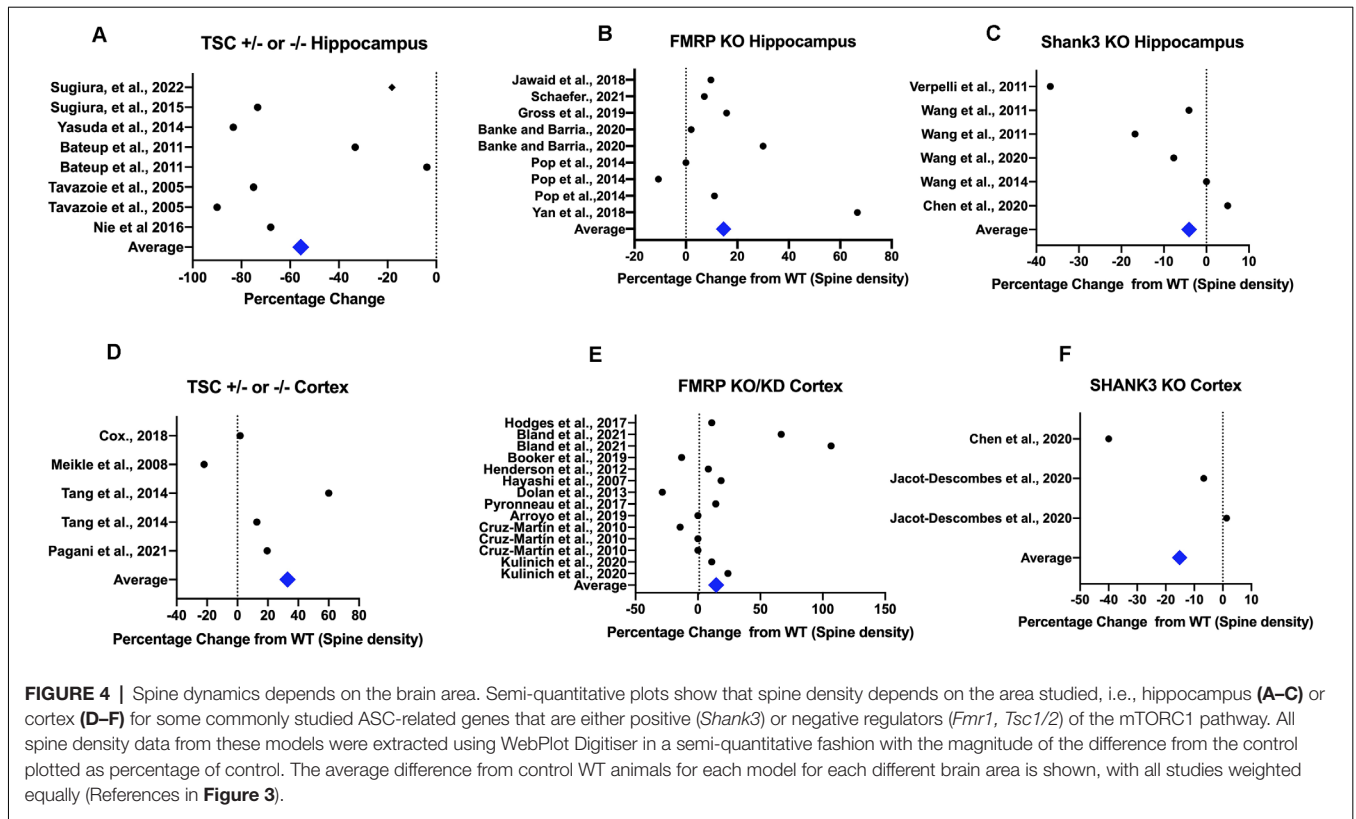 A
TSC +/- or -/- Hippocampus
Sugiura, et al., 2022
Sugiura, et al., 2015
Yasuda et al., 2014
Bateup et al., 2011
Bateup et al., 2011
Tavazoie et al., 2005
Tavazoie et al., 2005
Nie et al 2016
Average
-100 -80 -60 -40 -20 0
Percentage Change
B
FMRP KO Hippocampus
Jawaid et al., 2018
Schaefer., 2021
Gross et al., 2019
Banke and Barria., 2020
Banke and Barria., 2020
Pop et al., 2014
Pop et al., 2014
Pop et al.,2014
Yan et al., 2018
Average
-20 0 20 40 60 80
Percentage Change from WT (Spine density)
C
Shank3 KO Hippocampus
Verpelli et al., 2011
Wang et al., 2011
Wang et al., 2011
Wang et al., 2020
Wang et al., 2014
Chen et al., 2020
Average
-40 -30 -20 -10 0 10
Percentage Change from WT (Spine density)
D
TSC +/- or -/- Cortex
Cox., 2018
Meikle et al., 2008
Tang et al., 2014
Tang et al., 2014
Pagani et al., 2021
Average
-40 -20 0 20 40 60 80
Percentage Change from WT (Spine density)
E
FMRP KO/KD Cortex
Hodges et al., 2017
Bland et al., 2021
Bland et al., 2021
Booker et al., 2019
Henderson et al., 2012
Hayashi et al., 2007
Dolan et al., 2013
Pyronneau et al., 2017
Arroyo et al., 2019
Cruz-Martín et al., 2010
Cruz-Martín et al., 2010
Cruz-Martín et al., 2010
Kulinich et al., 2020
Kulinich et al., 2020
Average
-50 0 50 100 150
Percentage Change from WT (Spine density)
F
SHANK3 KO Cortex
Chen et al., 2020
Jacot-Descombes et al., 2020
Jacot-Descombes et al., 2020
Average
-50 -40 -30 -20 -10 0 10
Percentage Change from WT (Spine density)
FIGURE 4 | Spine dynamics depends on the brain area. Semi-quantitative plots show that spine density depends on the area studied, i.e., hippocampus (A–C) or
cortex (D–F) for some commonly studied ASC-related genes that are either positive (Shank3) or negative regulators (Fmr1, Tsc1/2) of the mTORC1 pathway. All
spine density data from these models were extracted using WebPlot Digitiser in a semi-quantitative fashion with the magnitude of the difference from the control
plotted as percentage of control. The average difference from control WT animals for each model for each different brain area is shown, with all studies weighted
equally (References in Figure 3).